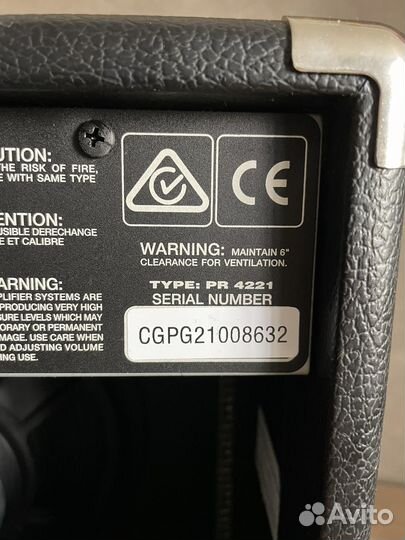 UTION:
THE RISK OF FIRE,
E WITH SAME TYPE
ENTION:
USIBLE DERECHANGE
E ET CALIBRE
CE
WARNING: MAINTAIN 6"
CLEARANCE FOR VENTILATION.
TYPE: PR 4221
SERIAL NUMBER
CGPG21008632
ARNING:
PLIFIER SYSTEMS ARE
PRODUCING VERY HIGH
SURE LEVELS WHICH MAY
ORARY OR PERMANENT
MAGE. USE CARE WHEN
ND ADJUSTING VOLUME
Avito